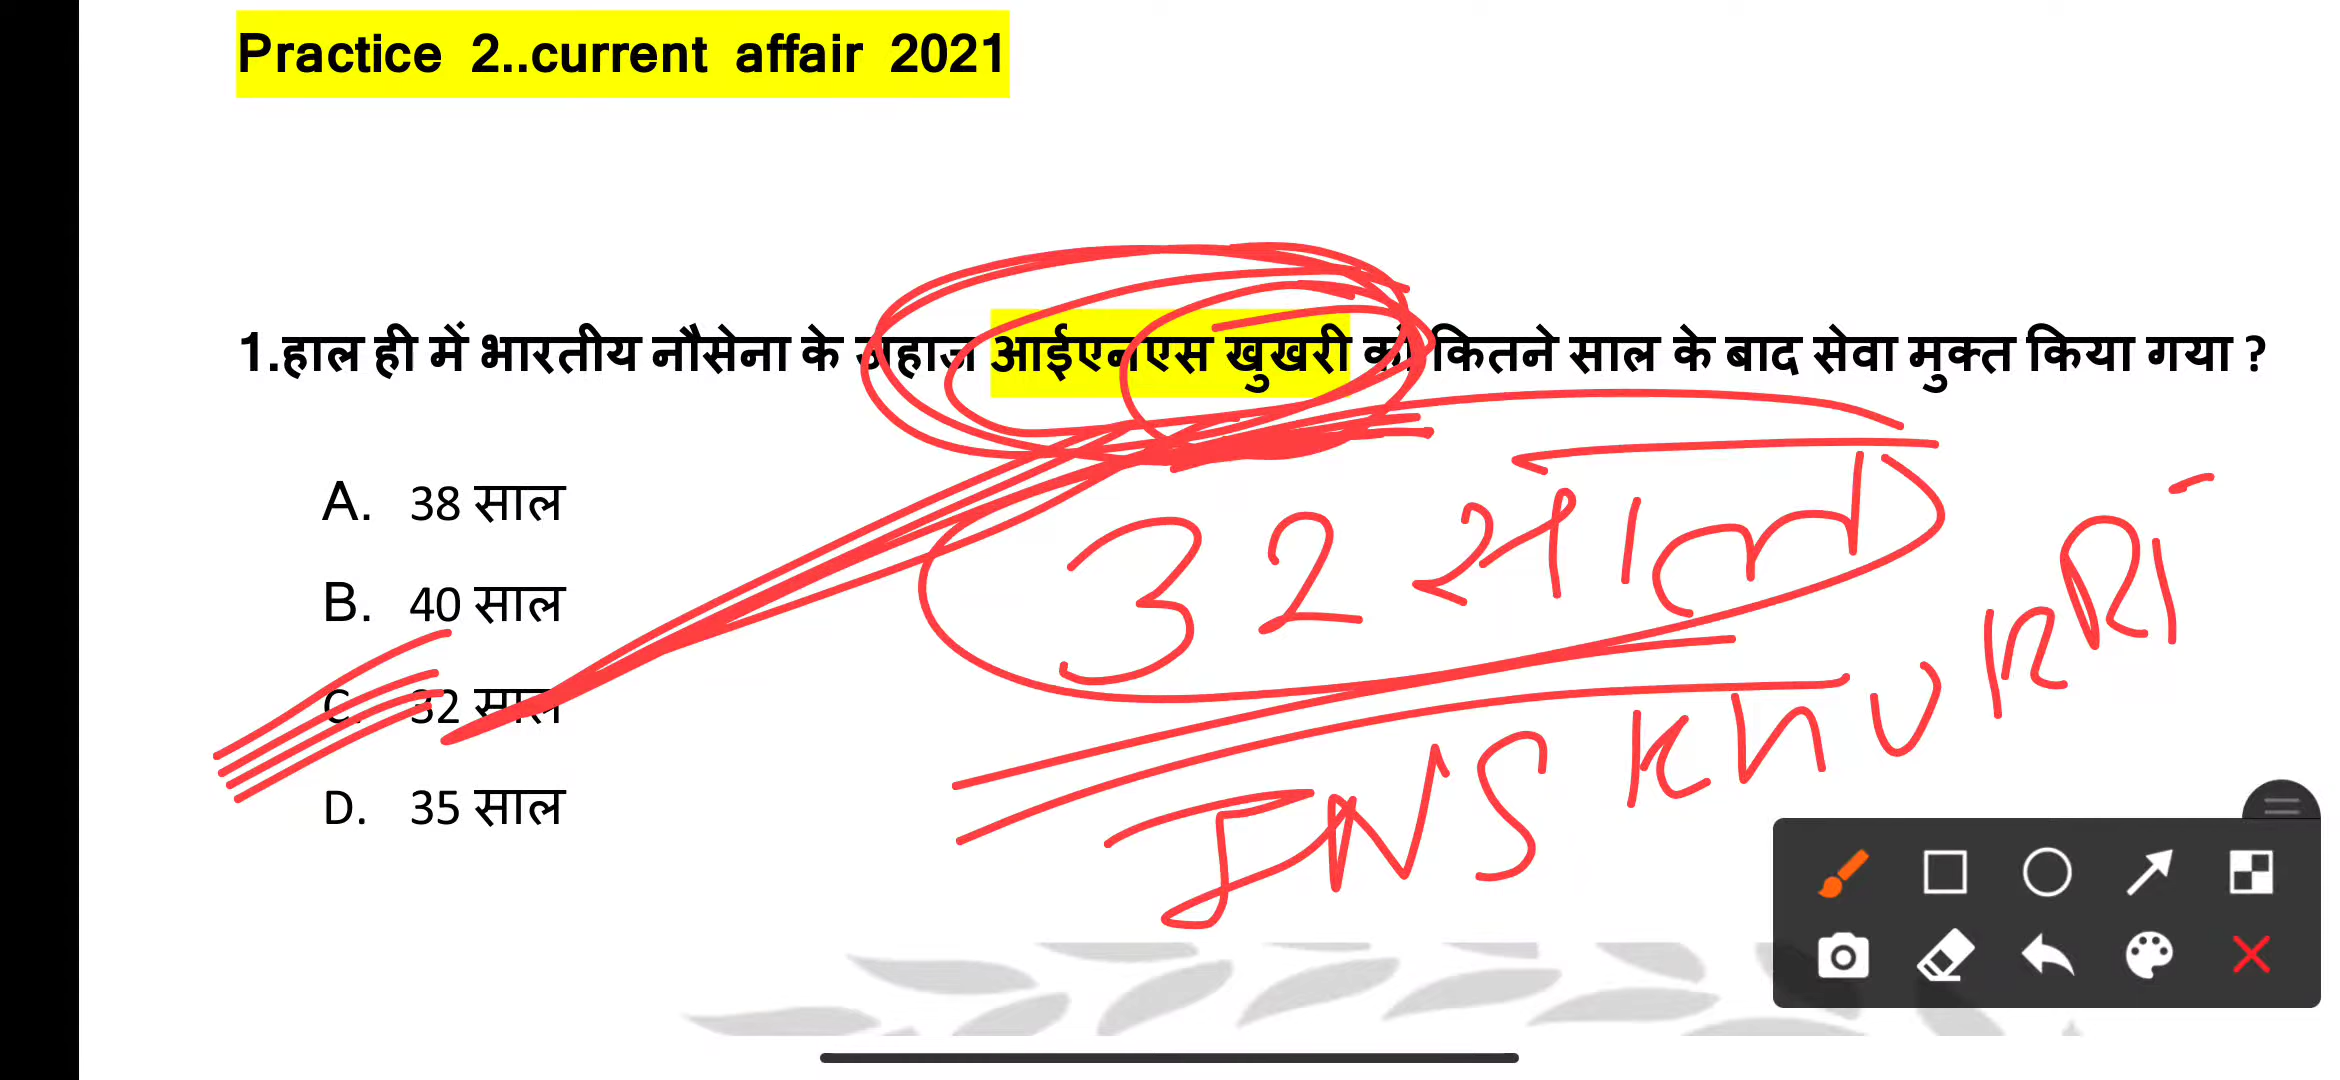 Practice 2..current affair 2021
1.हाल ही में भारतीय नौसेना के जहाज आईएनएस खुखरी को कितने साल के बाद सेवा मुक्त किया गया ?
A. 38 साल
B. 40 साल
C. 32 साल
D. 35 साल
32 साल
INS KhUKRI